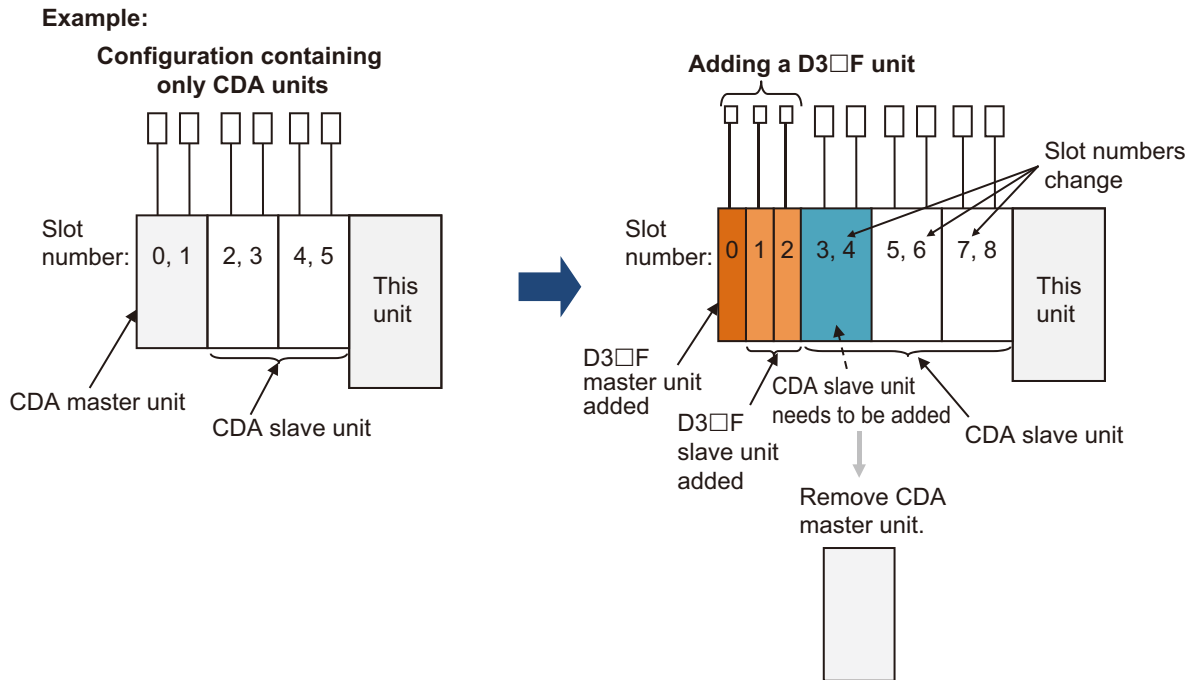 Example:
Configuration containing
only CDA units
Slot
number:
0, 1
2, 3
4, 5
This
unit
CDA master unit
CDA slave unit
Adding a D3□F unit
Slot numbers
change
Slot
number:
0
1
2
3, 4
5, 6
7, 8
This
unit
D3□F
master unit
added
D3□F
slave unit
added
CDA slave unit
needs to be added
CDA slave unit
Remove CDA
master unit.